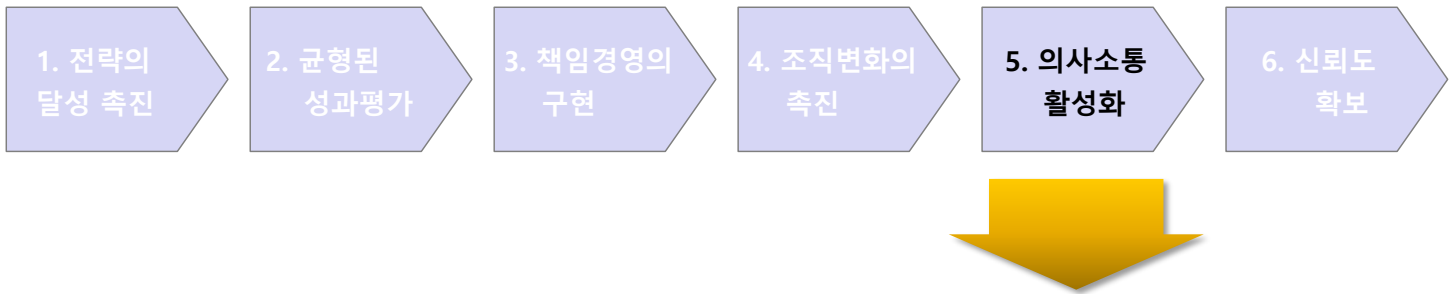 1. 전략의
달성 촉진
2. 균형된
성과평가
3. 책임경영의
구현
4. 조직변화의
촉진
5. 의사소통
활성화
6. 신뢰도
확보